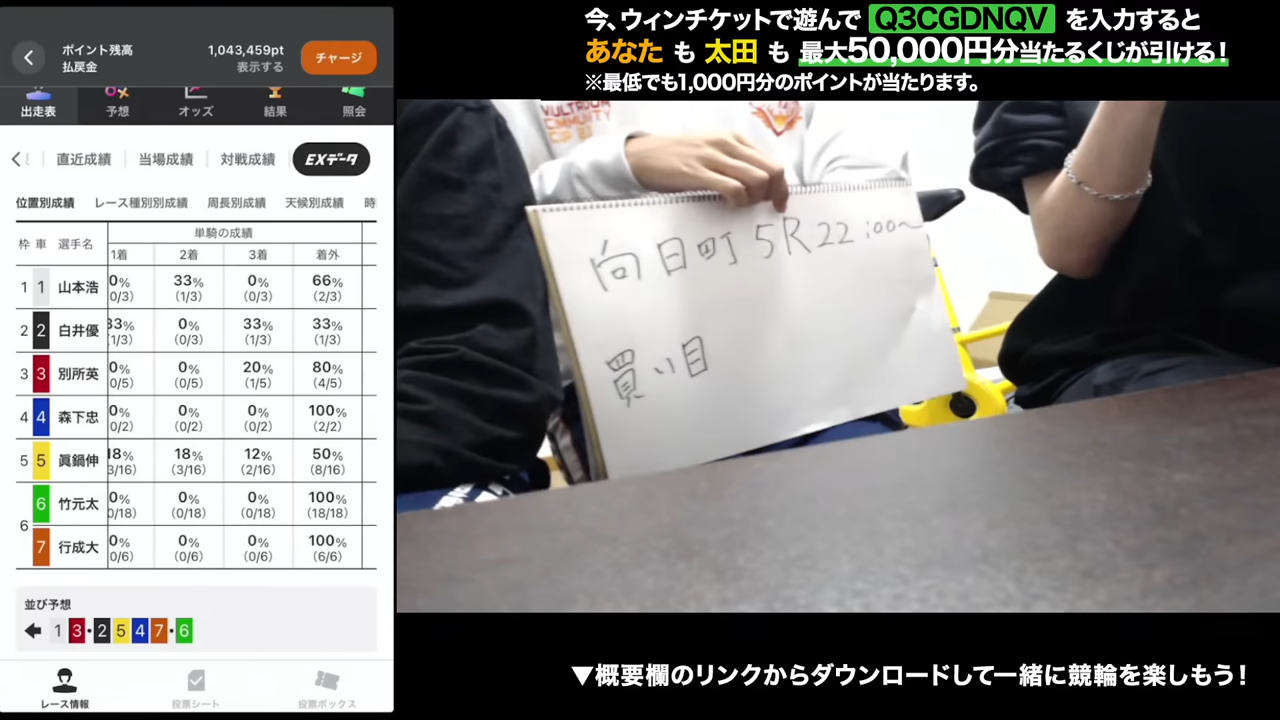 今、ウィンチケットで遊んで Q3CGDNQV を入力すると
あなた も 太田 も 最大50,000円分当たるくじが引ける!
※最低でも1,000円分のポイントが当たります。
ポイント残高 1,043,459pt
払戻金 表示する
チャージ
出走表 予想 オッズ 結果 照会
直近成績 当場成績 対戦成績 EXデータ
位置別成績 レース種別別成績 周長別成績 天候別成績 時
単騎の成績
枠 車 選手名 1着 2着 3着 着外
1 1 山本浩 0% 33% 0% 66%
0/3) (1/3) (0/3) (2/3)
2 2 白井優 33% 0% 33% 33%
1/3) (0/3) (1/3) (1/3)
3 3 別所英 0% 0% 20% 80%
0/5) (0/5) (1/5) (4/5)
4 4 森下忠 0% 0% 0% 100%
0/2) (0/2) (0/2) (2/2)
5 5 眞鍋伸 18% 18% 12% 50%
3/16) (3/16) (2/16) (8/16)
6 6 竹元太 0% 0% 0% 100%
0/18) (0/18) (0/18) (18/18)
7 行成大 0% 0% 0% 100%
0/6) (0/6) (0/6) (6/6)
並び予想
1 3・2 5 4 7・6
レース情報 投票シート 投票ボックス
向日町 5R 22:00〜
買い目
▼概要欄のリンクからダウンロードして一緒に競輪を楽しもう!